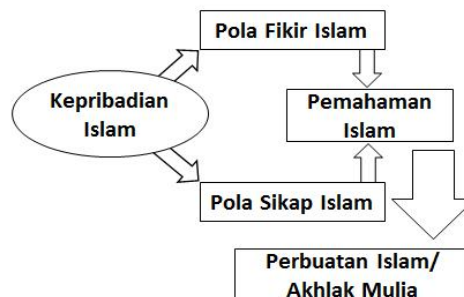 Pola Fikir Islam
Kepribadian
Islam
Pemahaman
Islam
Pola Sikap Islam
Perbuatan Islam/
Akhlak Mulia